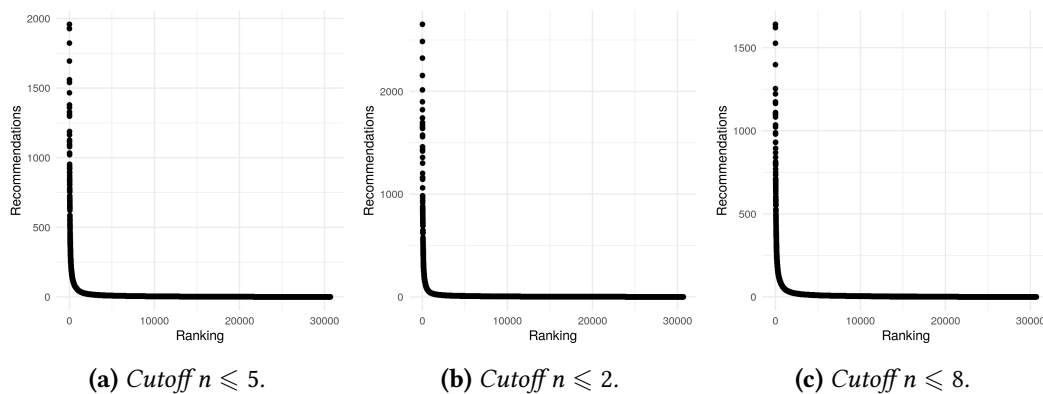 Recommendations
2000
1500
1000
500
0
0 10000 20000 30000
Ranking
(a) Cutoff n ⩽ 5.
Recommendations
2000
1000
0
0 10000 20000 30000
Ranking
(b) Cutoff n ⩽ 2.
Recommendations
1500
1000
500
0
0 10000 20000 30000
Ranking
(c) Cutoff n ⩽ 8.